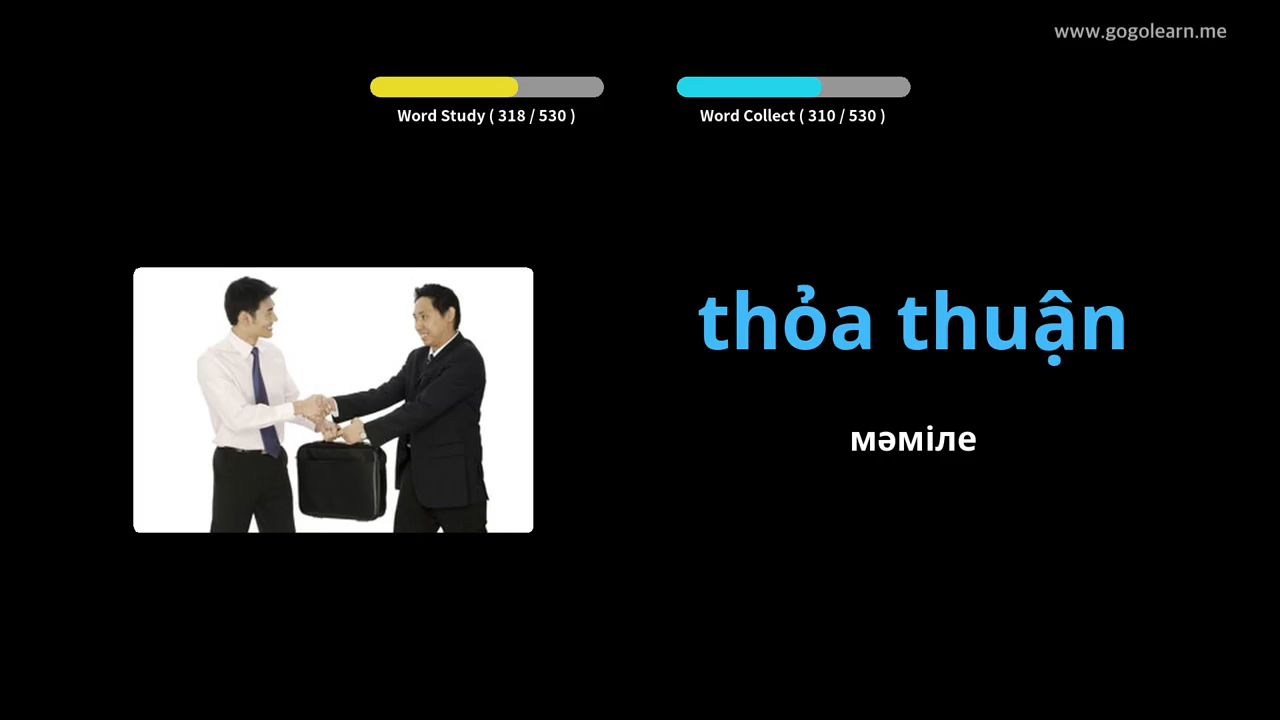 www.gogolearn.me
Word Study ( 318 / 530 )
Word Collect ( 310 / 530 )
thỏa thuận
мәміле